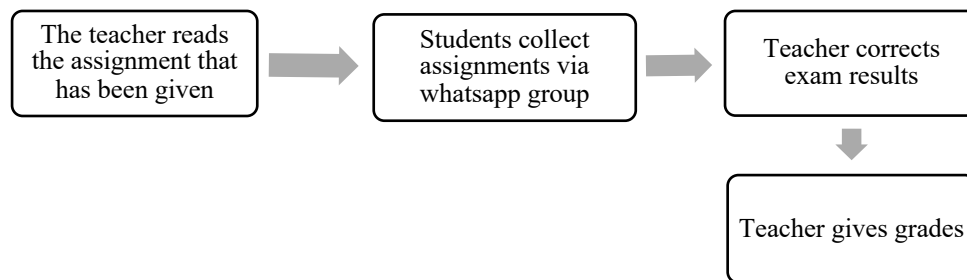 The teacher reads
the assignment that
has been given
Students collect
assignments via
whatsapp group
Teacher corrects
exam results
Teacher gives grades